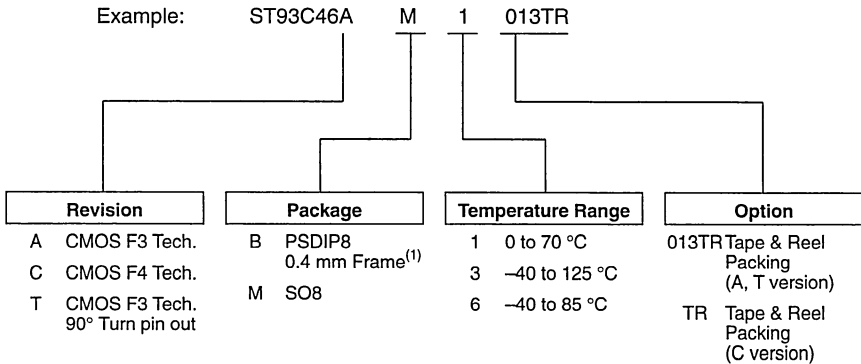 Example: ST93C46A M 1 013TR
Revision
A CMOS F3 Tech.
C CMOS F4 Tech.
T CMOS F3 Tech.
90° Turn pin out
Package
B PSDIP8
0.4 mm Frame(1)
M SO8
Temperature Range
1 0 to 70 °C
3 –40 to 125 °C
6 –40 to 85 °C
Option
013TR Tape & Reel
Packing
(A, T version)
TR Tape & Reel
Packing
(C version)